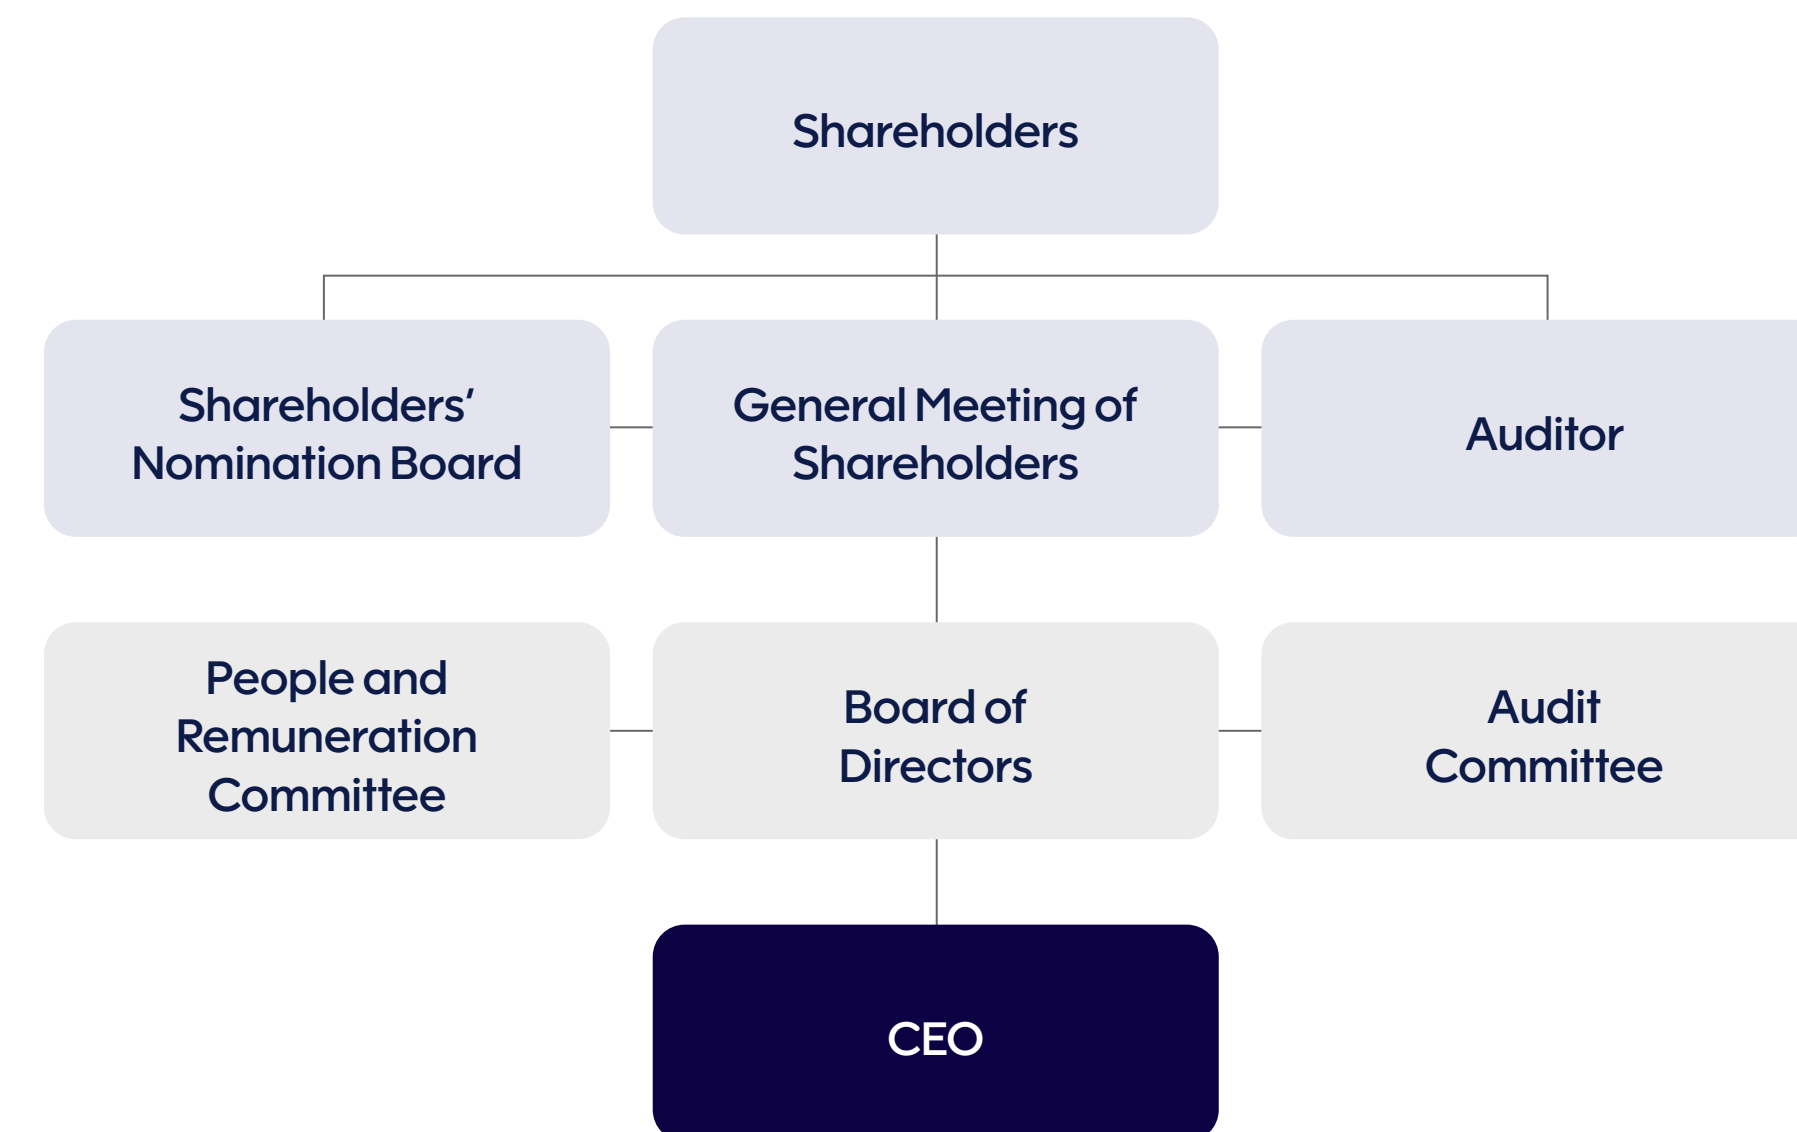 Shareholders
Shareholders’
Nomination Board
General Meeting of
Shareholders
Auditor
People and
Remuneration
Committee
Board of
Directors
Audit
Committee
CEO